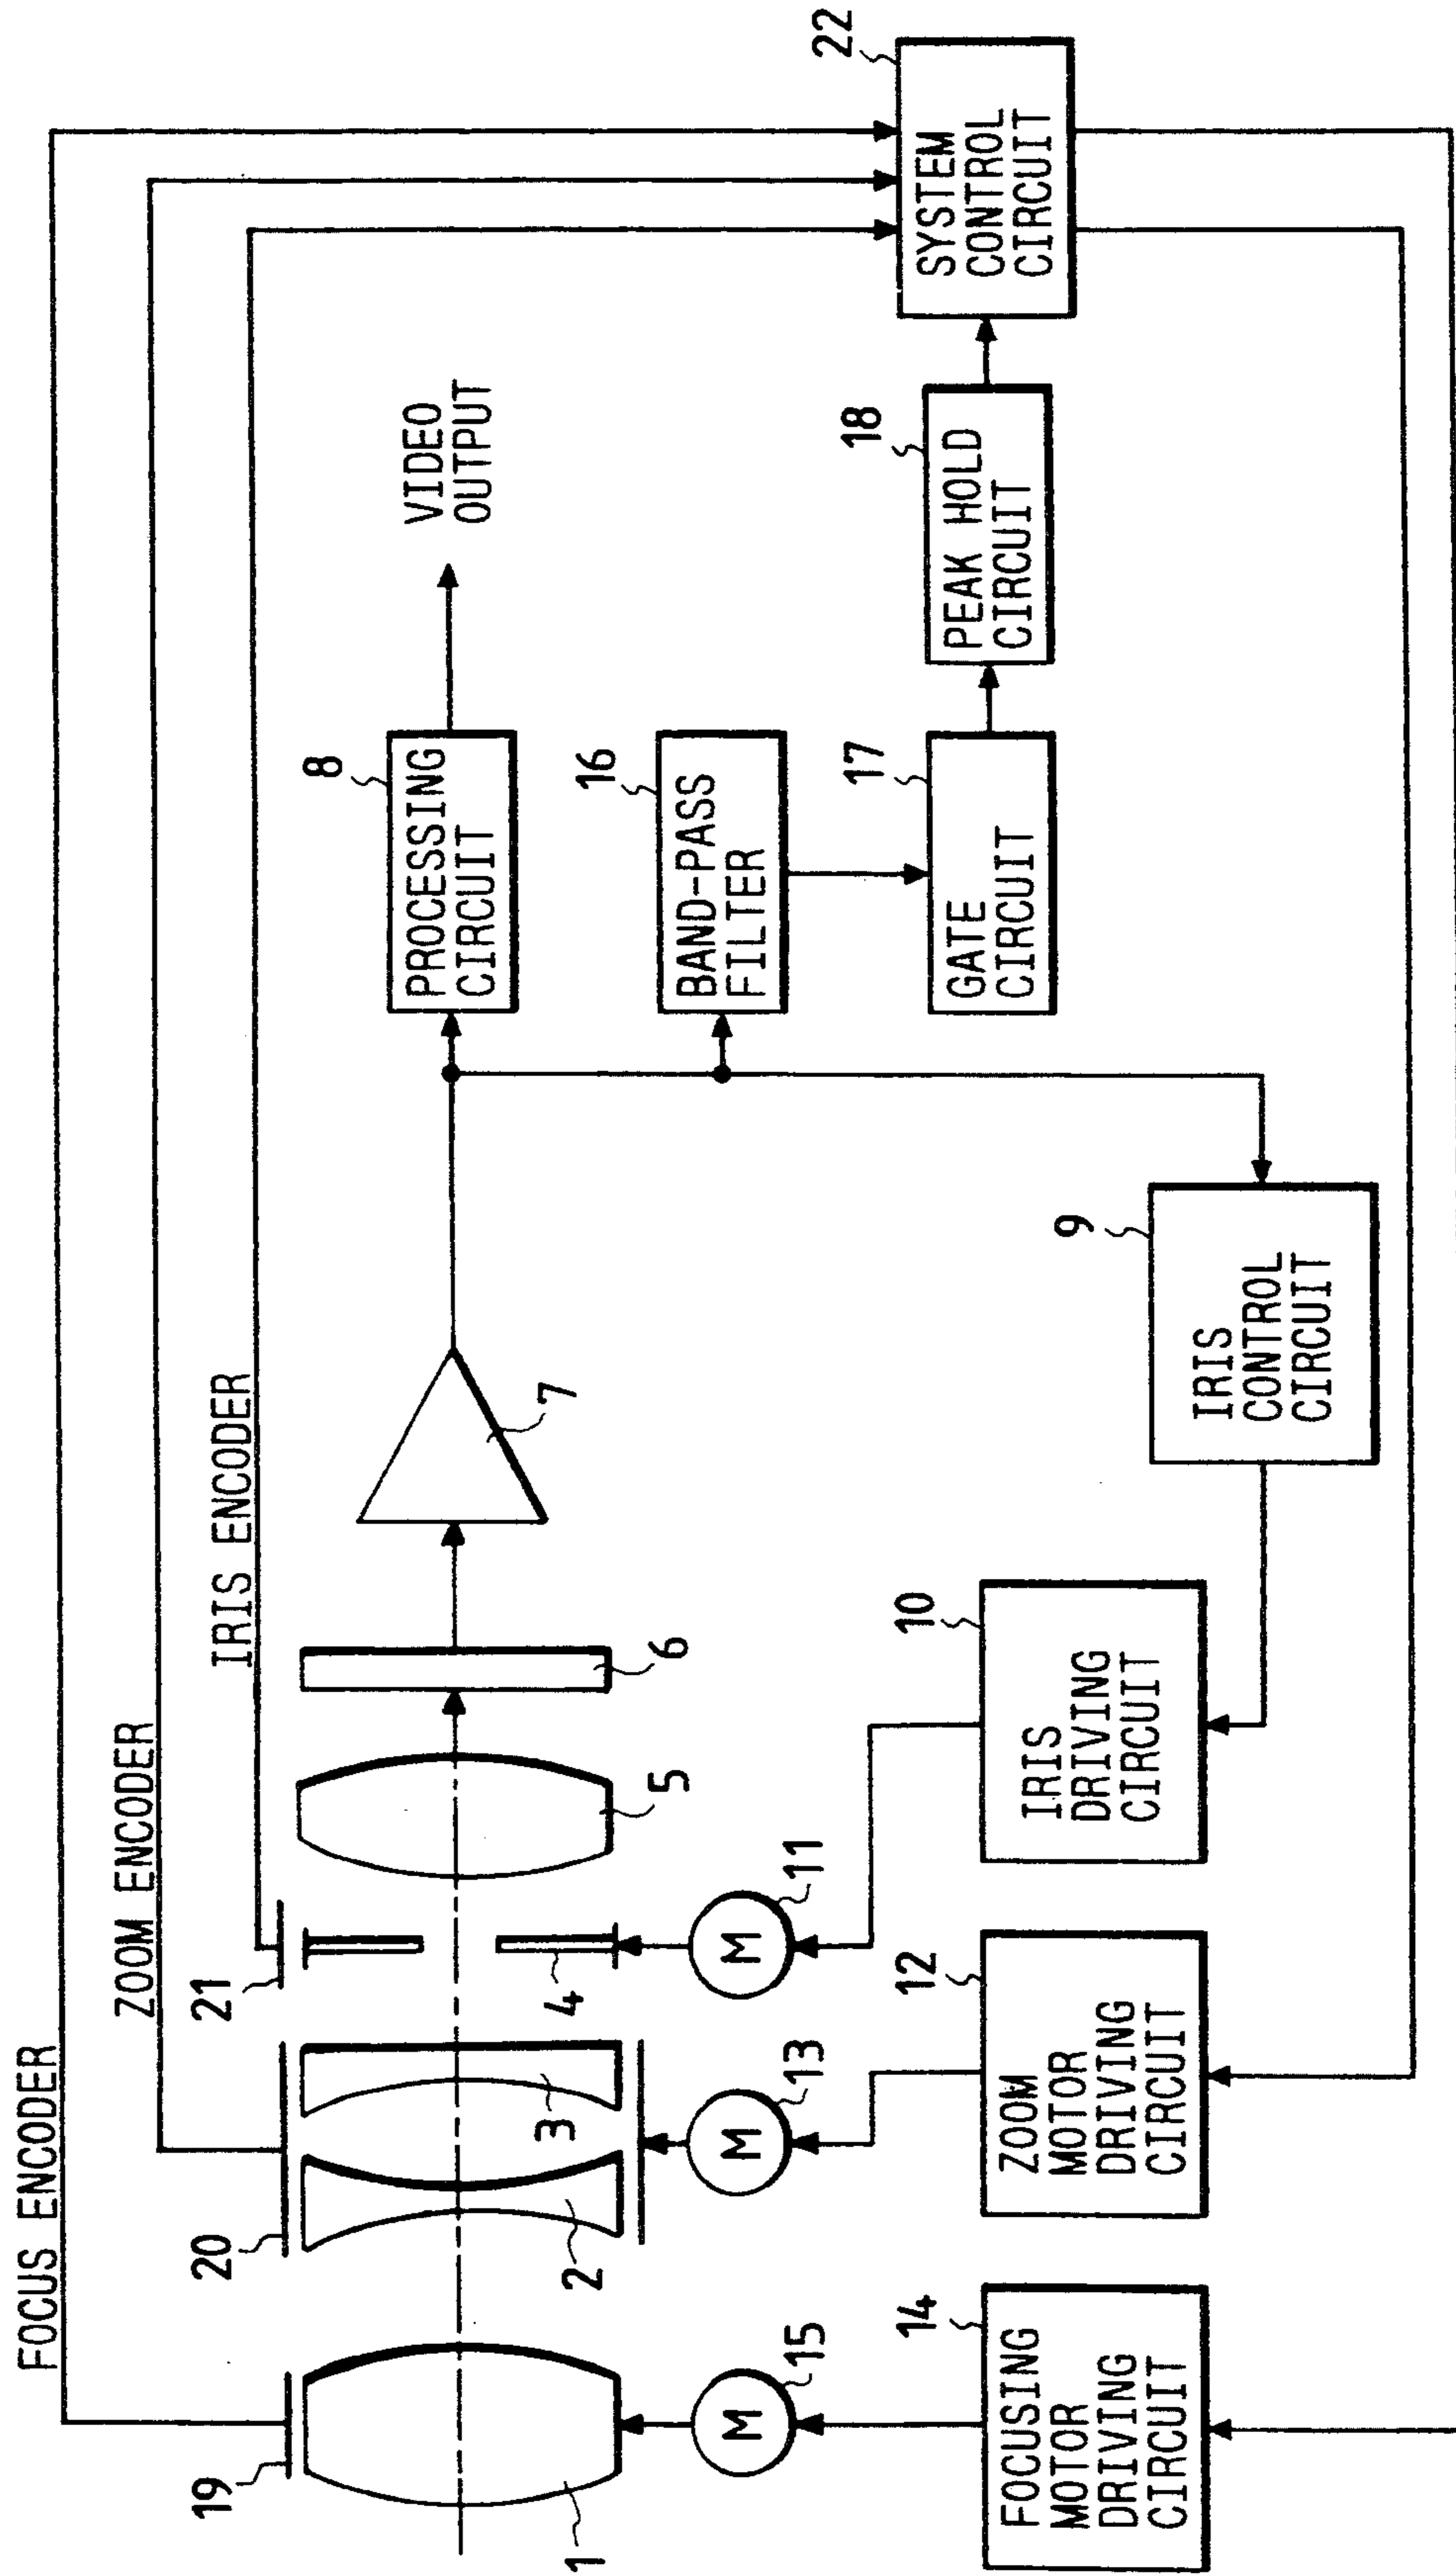 FOCUS ENCODER
ZOOM ENCODER
IRIS ENCODER
19
20
21
1
2
3
4
5
6
7
8
PROCESSING
CIRCUIT
VIDEO
OUTPUT
16
BAND-PASS
FILTER
17
GATE
CIRCUIT
18
PEAK HOLD
CIRCUIT
22
SYSTEM
CONTROL
CIRCUIT
M
15
M
13
M
11
14
FOCUSING
MOTOR
DRIVING
CIRCUIT
12
ZOOM
MOTOR
DRIVING
CIRCUIT
10
IRIS
DRIVING
CIRCUIT
9
IRIS
CONTROL
CIRCUIT